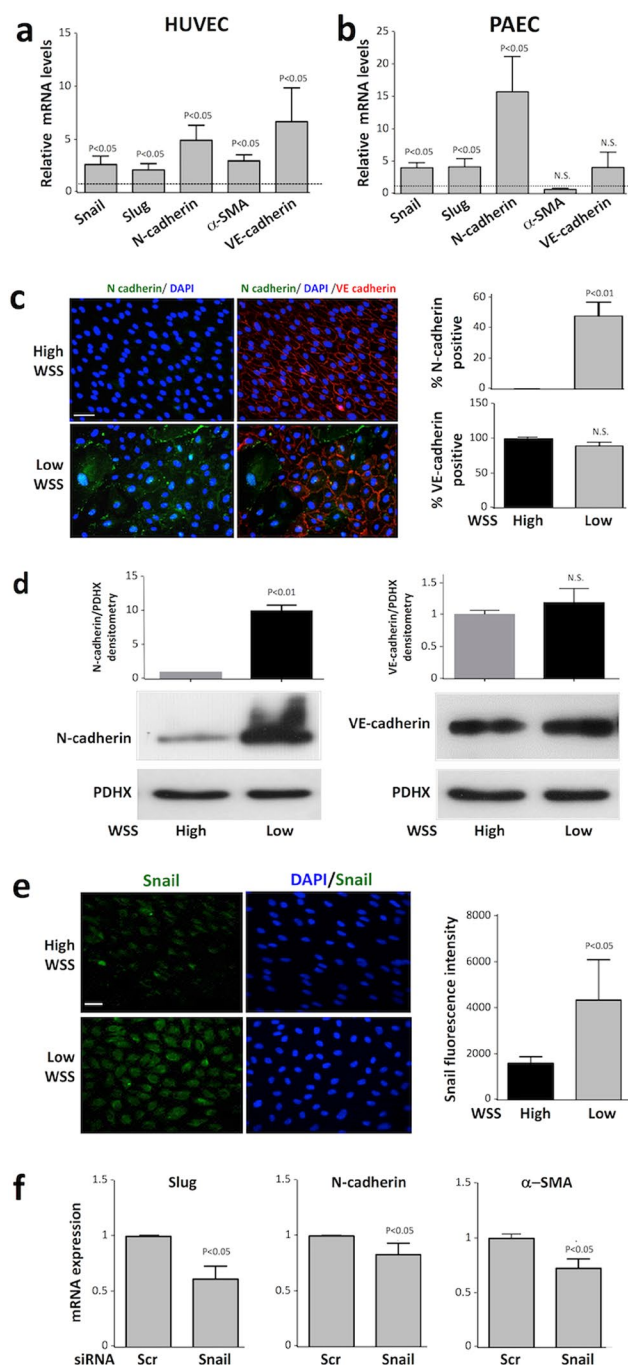 a HUVEC
Relative mRNA levels
15
10
5
0
P<0.05 P<0.05 P<0.05 P<0.05 P<0.05
Snail Slug N-cadherin α-SMA VE-cadherin
b PAEC
Relative mRNA levels
25
20
15
10
5
0
P<0.05 P<0.05 P<0.05 N.S. N.S.
Snail Slug N-cadherin α-SMA VE-cadherin
c
N cadherin/ DAPI
N cadherin/ DAPI /VE cadherin
High
WSS
Low
WSS
% N-cadherin
positive
60
40
20
0
P<0.01
% VE-cadherin
positive
150
100
50
0
N.S.
WSS High Low
d
N-cadherin/PDHX
densitometry
15
10
5
0
P<0.01
N-cadherin
PDHX
WSS High Low
VE-cadherin/PDHX
densitometry
1.5
1
0.5
0
N.S.
VE-cadherin
PDHX
WSS High Low
e
Snail
DAPI/Snail
High
WSS
Low
WSS
Snail fluorescence intensity
8000
6000
4000
2000
0
P<0.05
WSS High Low
f
mRNA expression
Slug
1.5
1
0.5
0
P<0.05
siRNA Scr Snail
N-cadherin
1.5
1
0.5
0
P<0.05
Scr Snail
α–SMA
1.5
1
0.5
0
P<0.05
Scr Snail